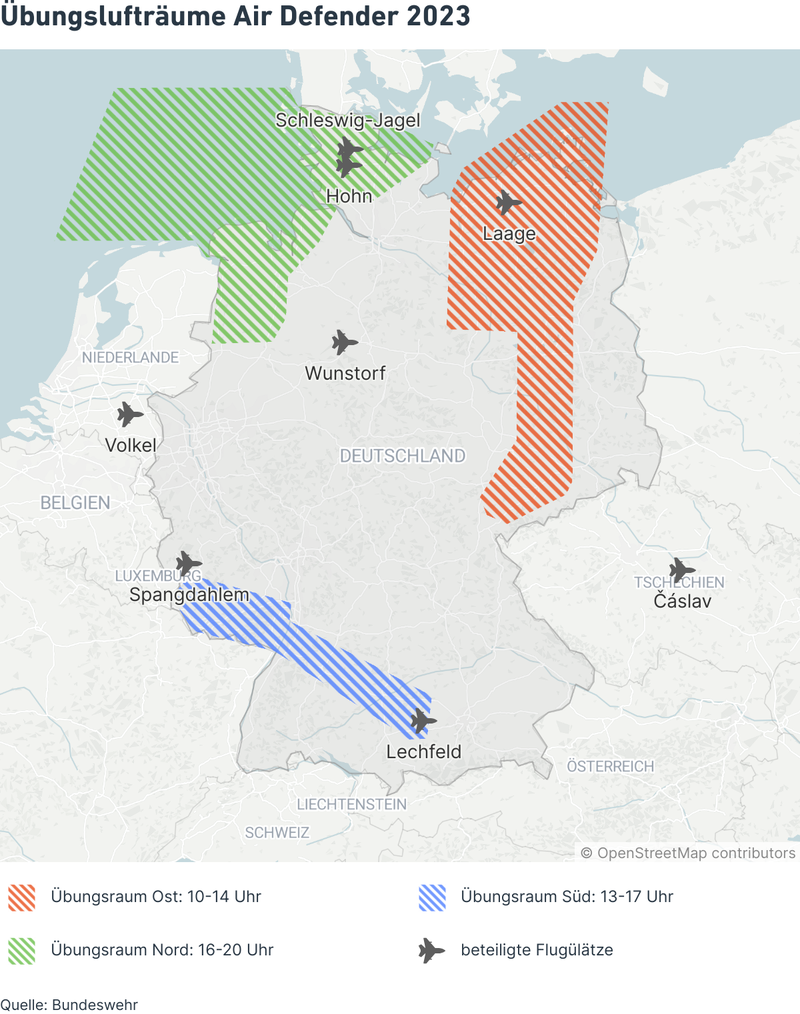 Übungslufträume Air Defender 2023
Schleswig-Jagel
Hohn
Laage
Wunstorf
NIEDERLANDE
Volkel
DEUTSCHLAND
BELGIEN
LUXEMBURG
Spangdahlem
TSCHECHIEN
Čáslav
Lechfeld
ÖSTERREICH
LIECHTENSTEIN
SCHWEIZ
© OpenStreetMap contributors
Übungsraum Ost: 10-14 Uhr
Übungsraum Süd: 13-17 Uhr
Übungsraum Nord: 16-20 Uhr
beteiligte Flugülätze
Quelle: Bundeswehr